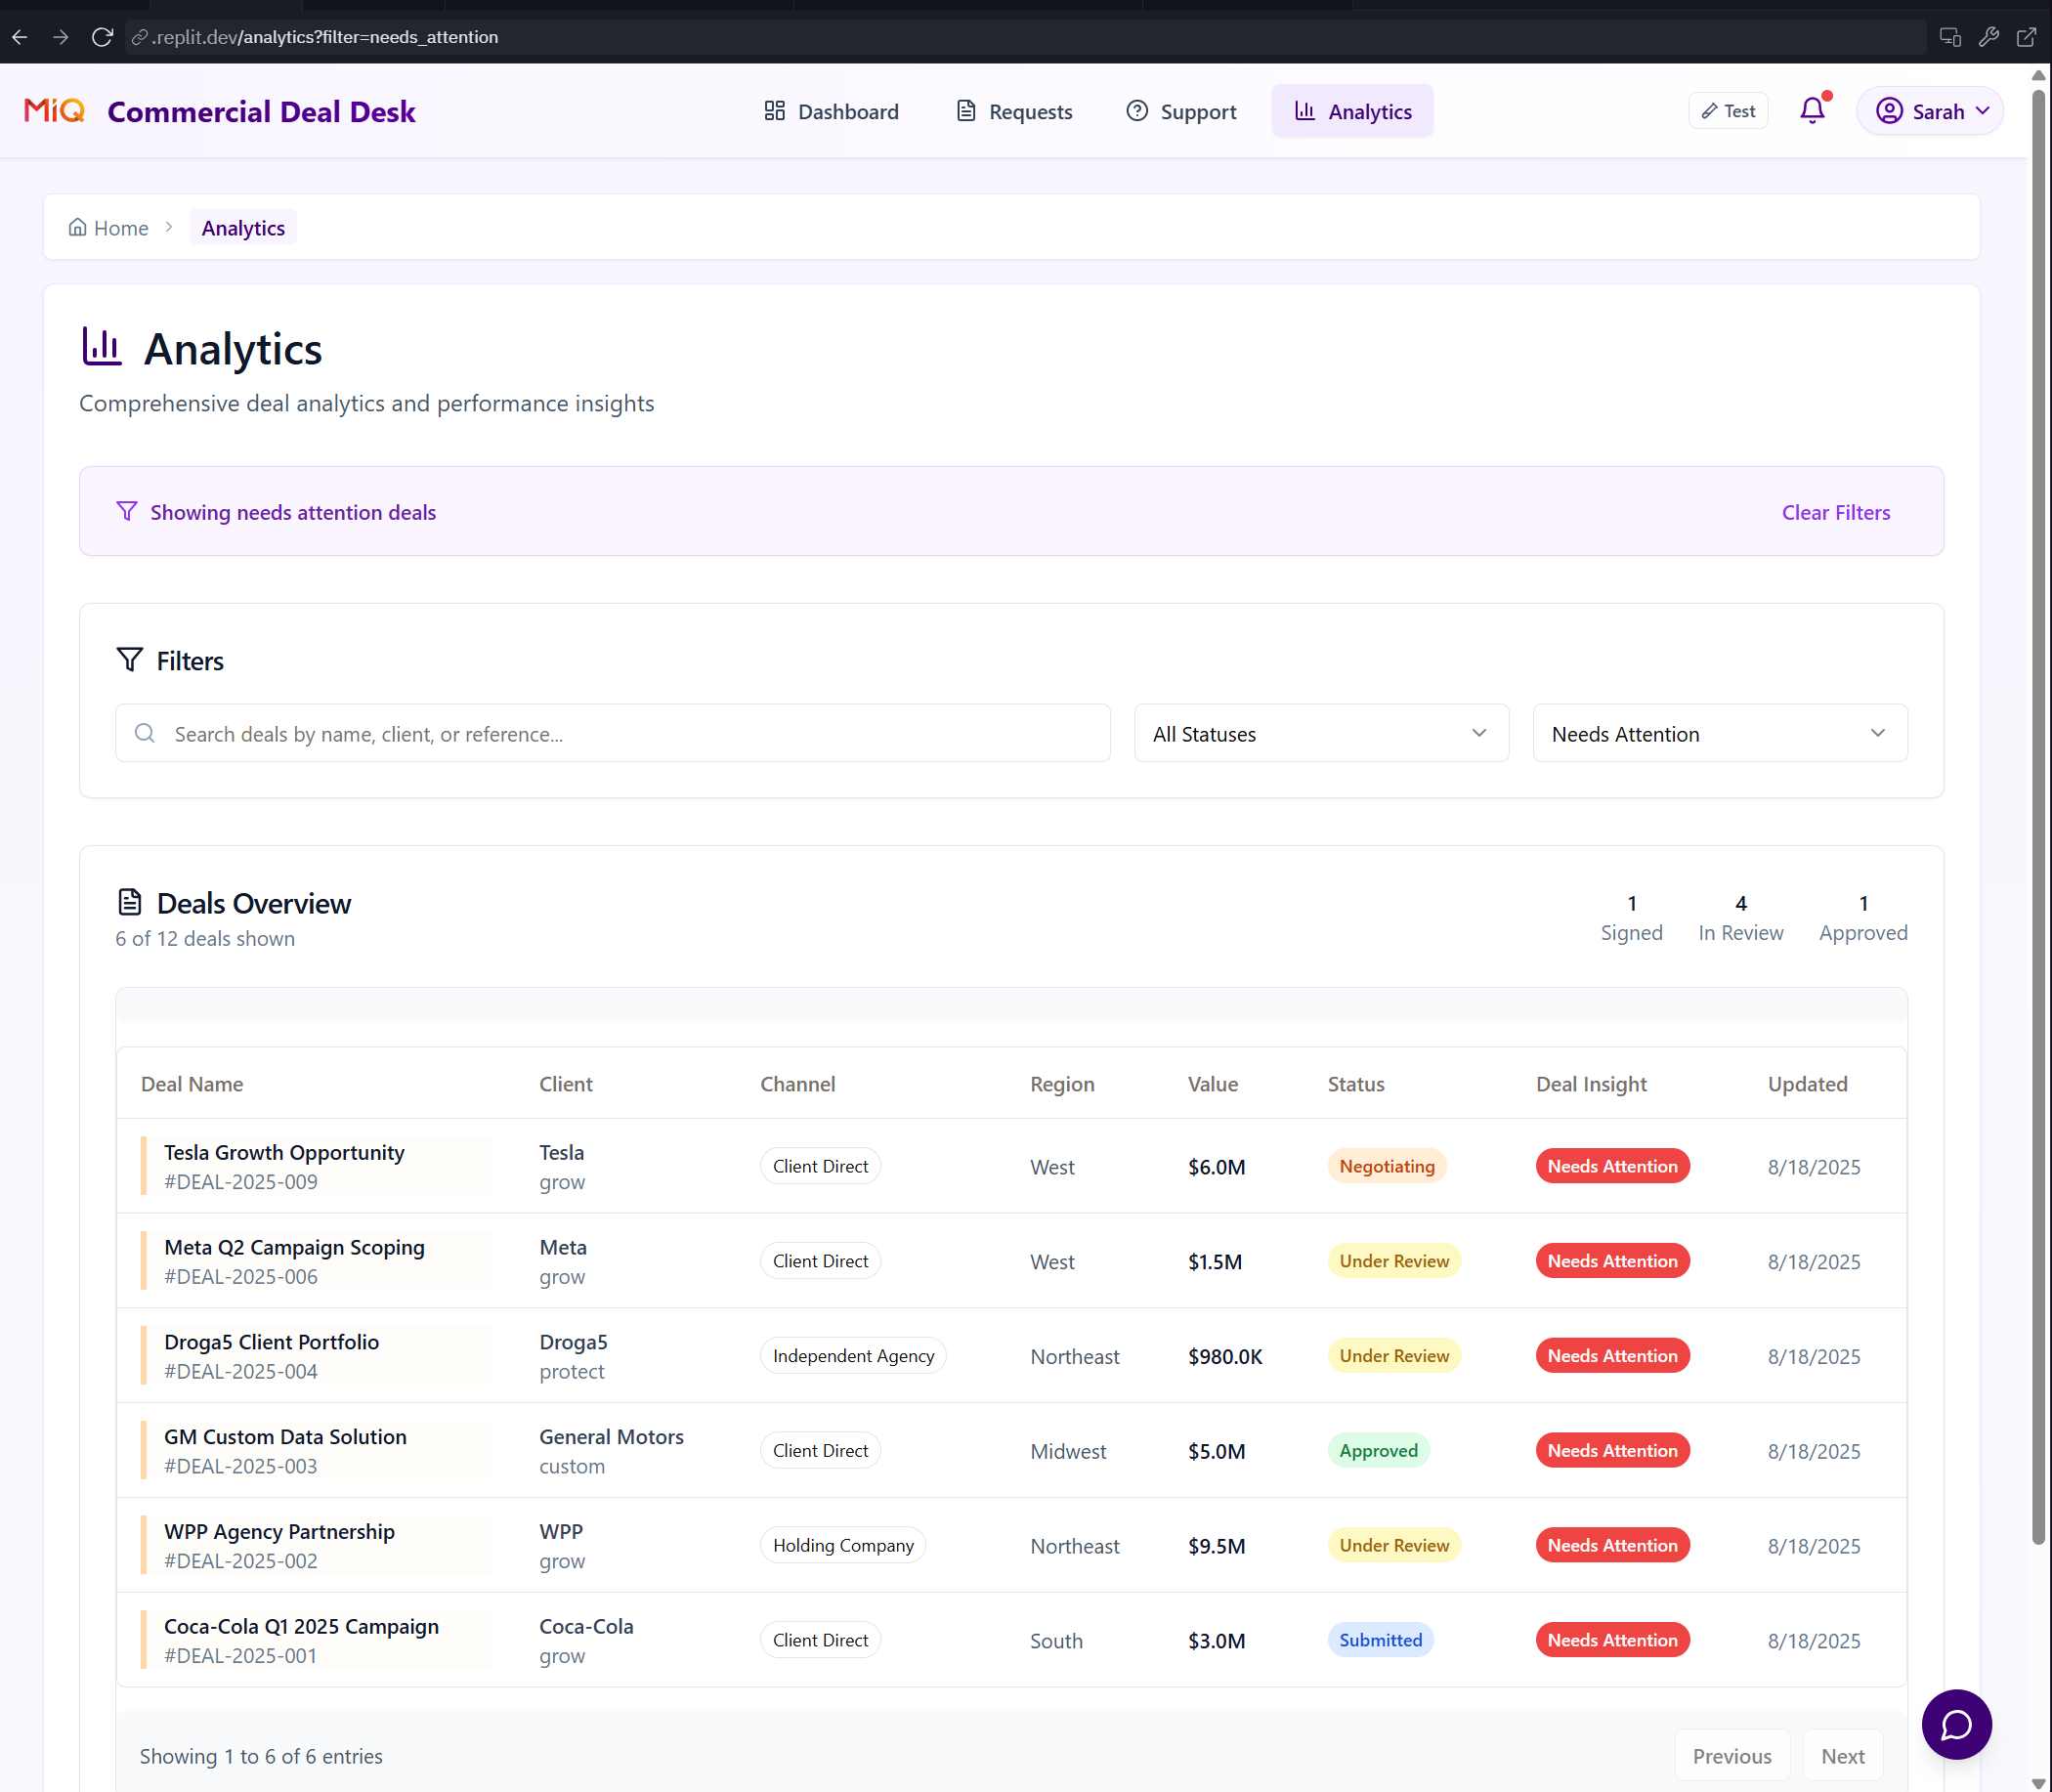 .replit.dev/analytics?filter=needs_attention
MiQ Commercial Deal Desk
Dashboard
Requests
Support
Analytics
Test
Sarah
Home
Analytics
Analytics
Comprehensive deal analytics and performance insights
Showing needs attention deals
Clear Filters
Filters
Search deals by name, client, or reference...
All Statuses
Needs Attention
Deals Overview
6 of 12 deals shown
1 4 1
Signed In Review Approved
Deal Name Client Channel Region Value Status Deal Insight Updated
Tesla Growth Opportunity
#DEAL-2025-009
Tesla
grow
Client Direct
West
$6.0M
Negotiating
Needs Attention
8/18/2025
Meta Q2 Campaign Scoping
#DEAL-2025-006
Meta
grow
Client Direct
West
$1.5M
Under Review
Needs Attention
8/18/2025
Droga5 Client Portfolio
#DEAL-2025-004
Droga5
protect
Independent Agency
Northeast
$980.0K
Under Review
Needs Attention
8/18/2025
GM Custom Data Solution
#DEAL-2025-003
General Motors
custom
Client Direct
Midwest
$5.0M
Approved
Needs Attention
8/18/2025
WPP Agency Partnership
#DEAL-2025-002
WPP
grow
Holding Company
Northeast
$9.5M
Under Review
Needs Attention
8/18/2025
Coca-Cola Q1 2025 Campaign
#DEAL-2025-001
Coca-Cola
grow
Client Direct
South
$3.0M
Submitted
Needs Attention
8/18/2025
Showing 1 to 6 of 6 entries
Previous
Next